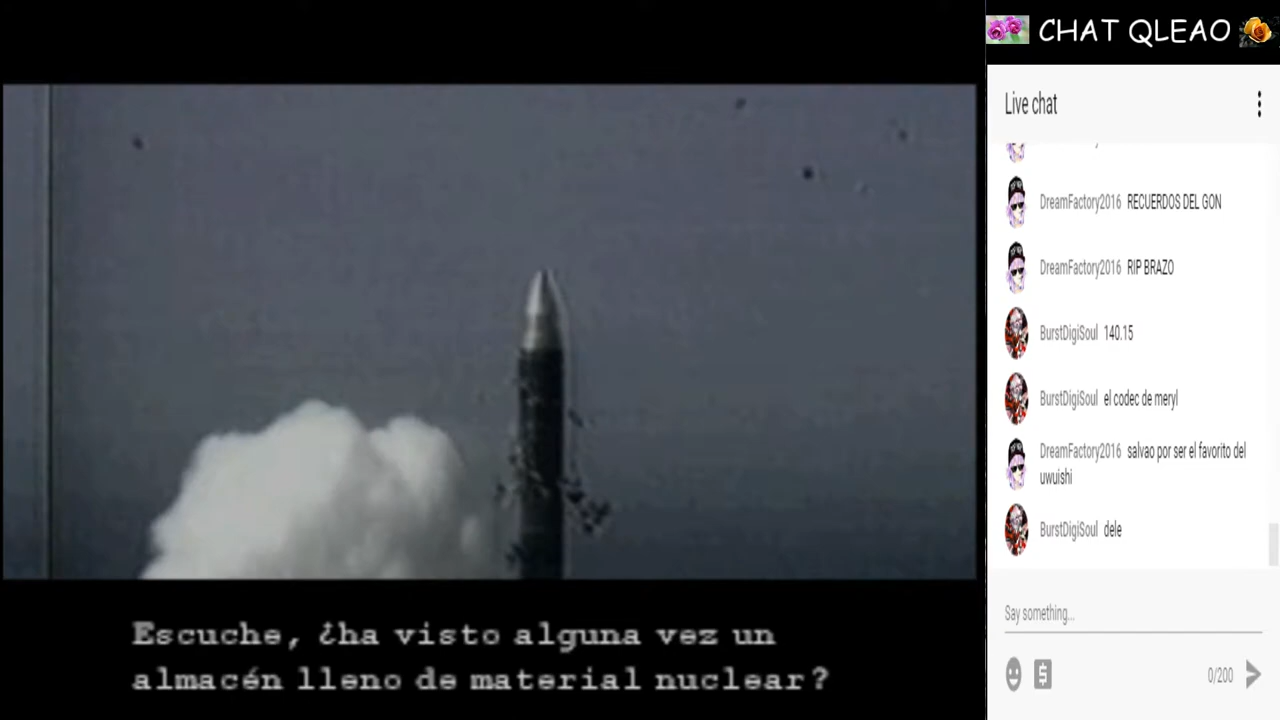 CHAT QLEAO
Live chat
DreamFactory2016 RECUERDOS DEL GON
DreamFactory2016 RIP BRAZO
BurstDigiSoul 140.15
BurstDigiSoul el codec de meryl
DreamFactory2016 salvao por ser el favorito del
uwuishi
BurstDigiSoul dele
Say something...
0/200
Escuche, ¿ha visto alguna vez un
almacén lleno de material nuclear?